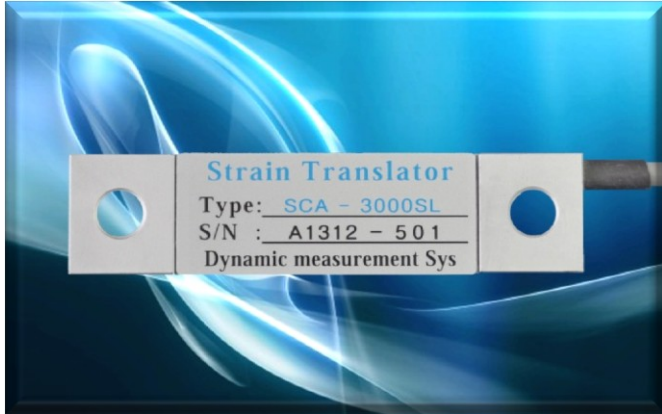 Strain Translator
Type: SCA - 3000SL
S/N : A1312 - 501
Dynamic measurement Sys